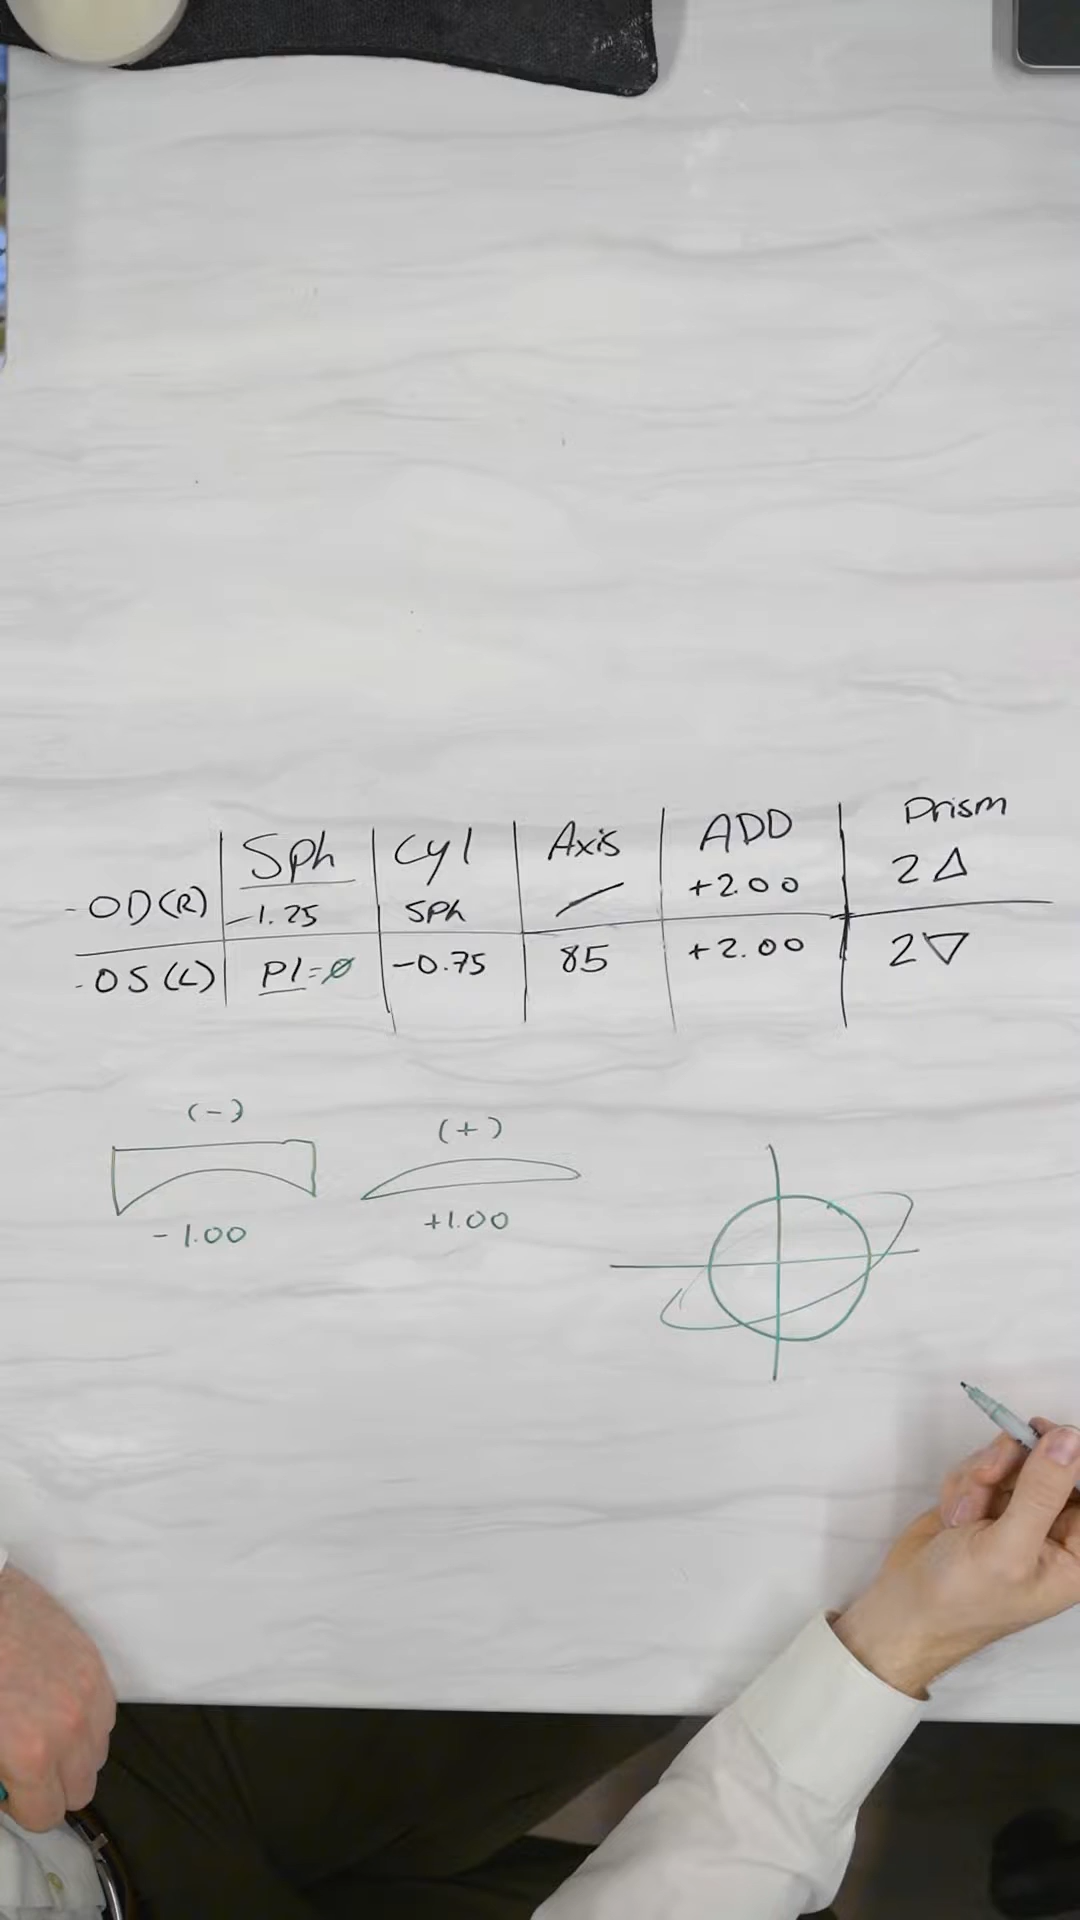 Sph Cyl Axis ADD Prism
-OD(R) -1.25 SPh — +2.00 2△
-OS(L) Pl=ø -0.75 85 +2.00 2▽
(-) (+)
-1.00 +1.00